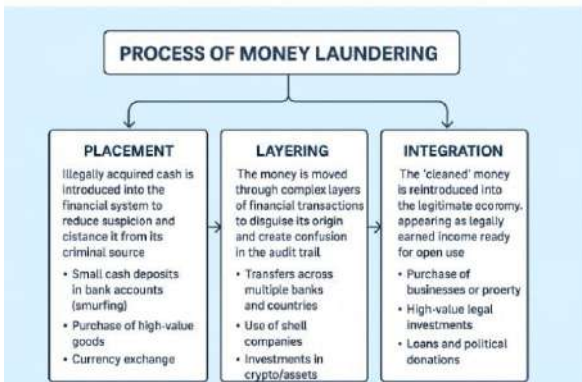 PROCESS OF MONEY LAUNDERING
PLACEMENT
Illegally acquired cash is
introduced into the
financial system to
reduce suspicion and
cistance it from its
criminal source
• Small cash deposits
in bank accounts
(smurfing)
• Purchase of high-value
goods
• Currency exchange
LAYERING
The money is moved
through complex layers
of financial transactions
to disguise its origin
and create confusion
in the audit trail
• Transfers across
multiple banks
and countries
• Use of shell
companies
• Investments in
crypto/assets
INTEGRATION
The 'cleaned' money
is reintroduced into
the legitimate economy,
appearing as legally
earned income ready
for open use
• Purchase of
businesses or proerty
• High-value legal
investments
• Loans and political
donations